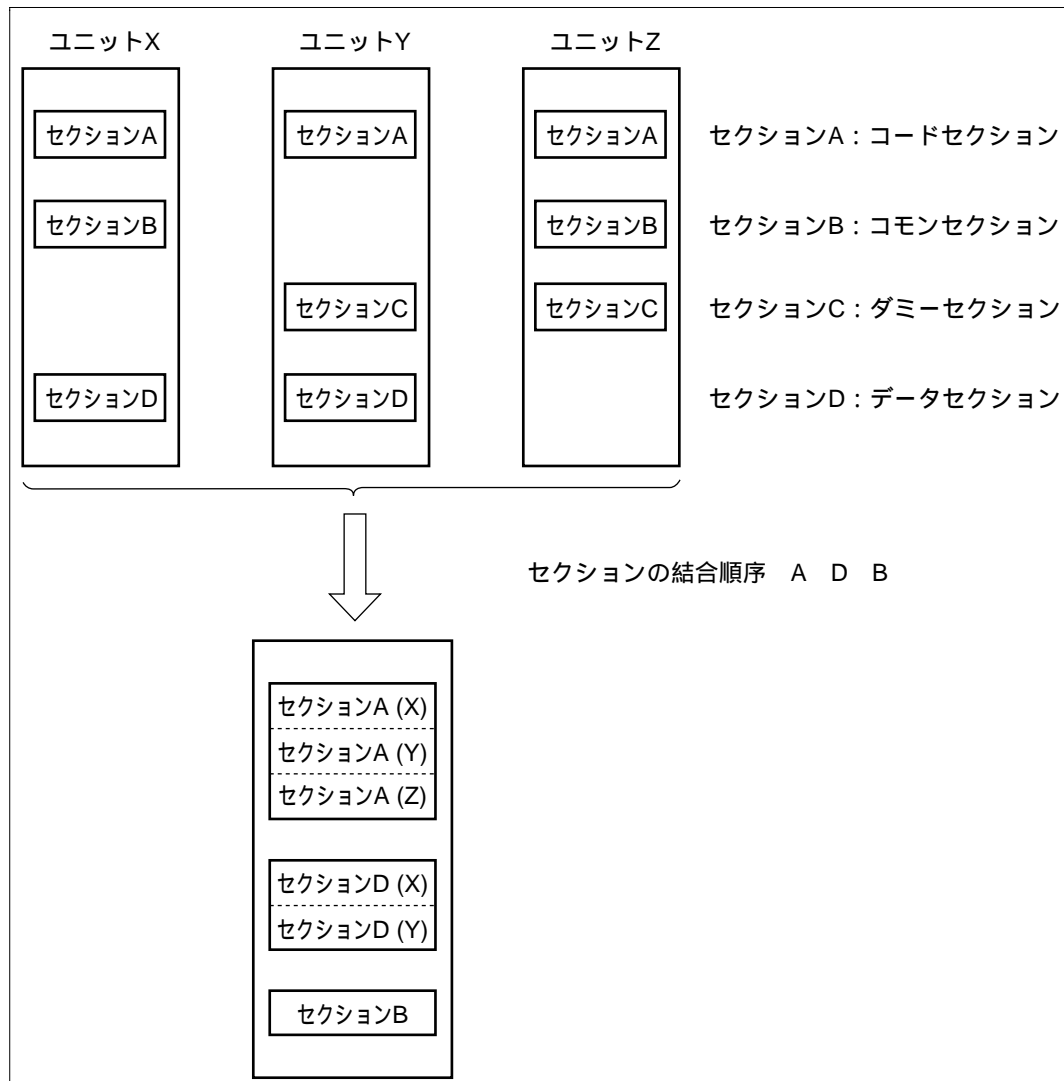 ユニットX ユニットY ユニットZ
セクションA セクションA セクションA セクションA：コードセクション
セクションB セクションB セクションB：コモンセクション
セクションC セクションC セクションC：ダミーセクション
セクションD セクションD セクションD：データセクション
セクションの結合順序 A D B
セクションA (X)
セクションA (Y)
セクションA (Z)
セクションD (X)
セクションD (Y)
セクションB